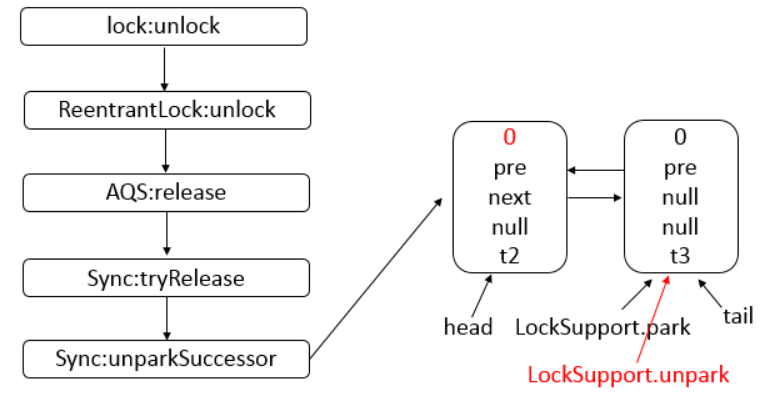 lock:unlock
ReentrantLock:unlock
AQS:release
Sync:tryRelease
Sync:unparkSuccessor
0
pre
next
null
t2
0
pre
null
null
t3
head
LockSupport.park
tail
LockSupport.unpark